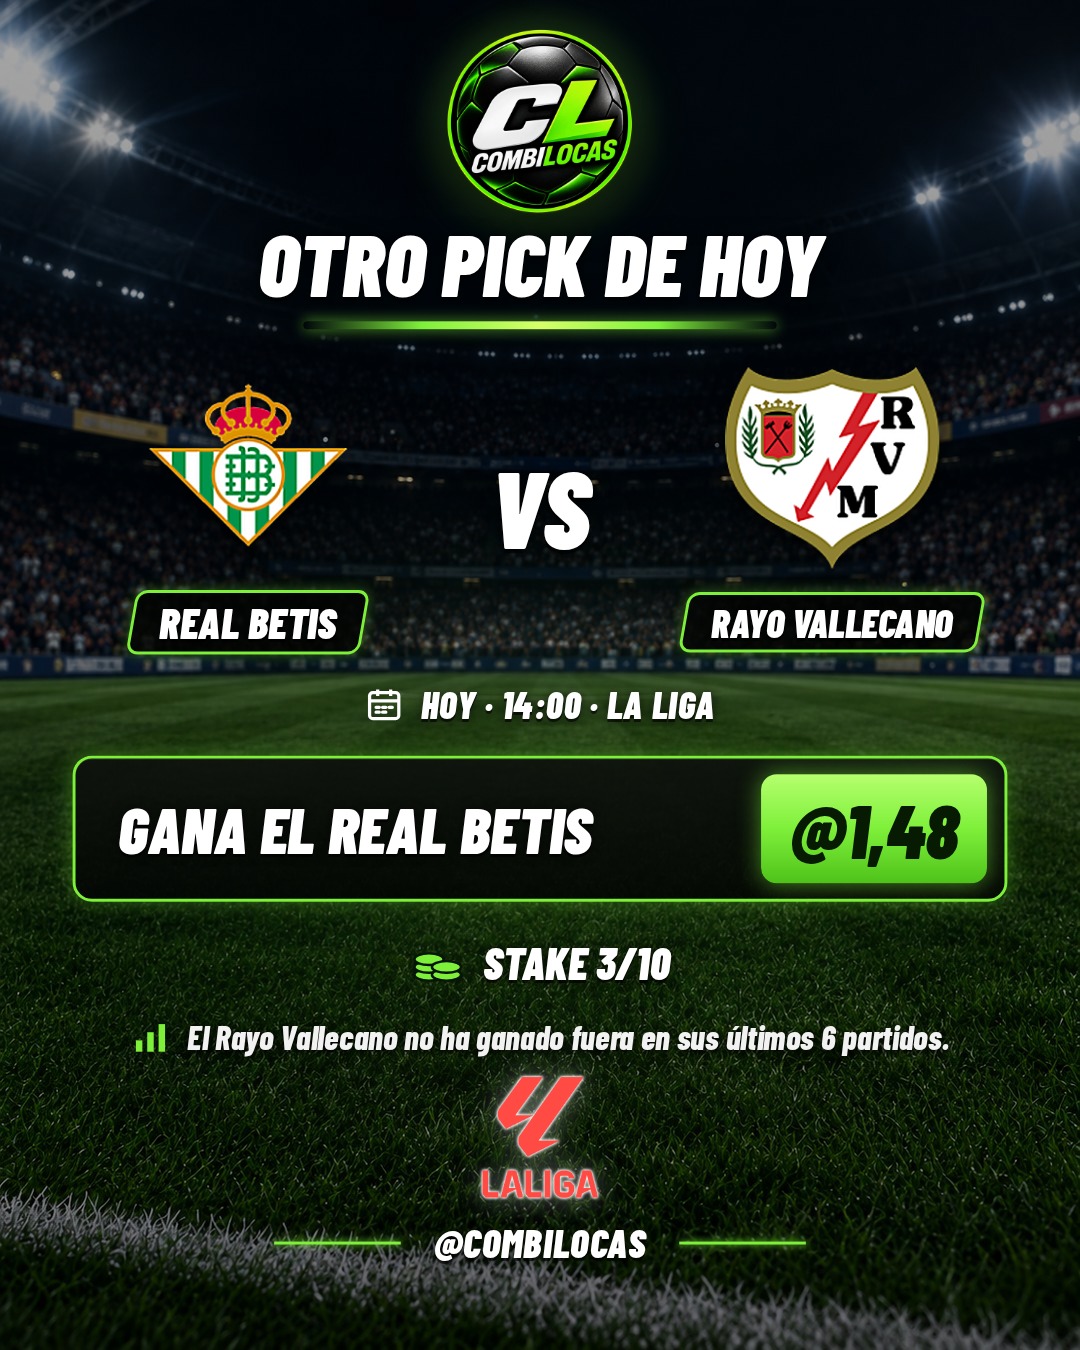 CL
COMBILOCAS
OTRO PICK DE HOY
VS
R
V
M
REAL BETIS
RAYO VALLECANO
HOY · 14:00 · LA LIGA
GANA EL REAL BETIS
@1,48
STAKE 3/10
El Rayo Vallecano no ha ganado fuera en sus últimos 6 partidos.
LALIGA
@COMBILOCAS